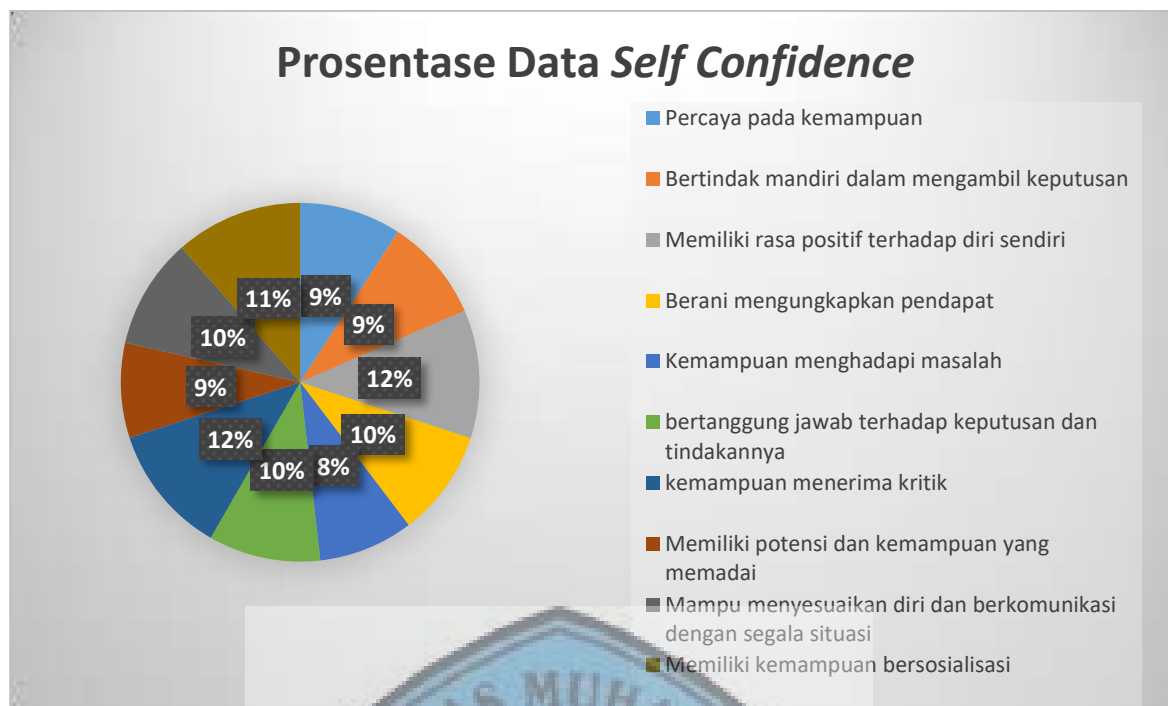 Prosentase Data Self Confidence
Percaya pada kemampuan
Bertindak mandiri dalam mengambil keputusan
Memiliki rasa positif terhadap diri sendiri
Berani mengungkapkan pendapat
Kemampuan menghadapi masalah
bertanggung jawab terhadap keputusan dan
tindakannya
kemampuan menerima kritik
Memiliki potensi dan kemampuan yang
memadai
Mampu menyesuaikan diri dan berkomunikasi
dengan segala situasi
Memiliki kemampuan bersosialisasi
9%
9%
12%
10%
8%
10%
12%
9%
10%
11%